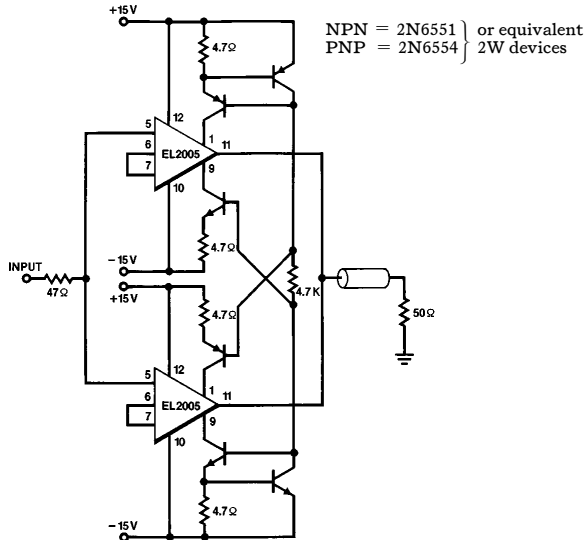 +15V
NPN = 2N6551 } or equivalent
PNP = 2N6554 } 2W devices
4.7Ω
12
5
1
11
6
EL2005
7
9
10
-15V
4.7Ω
INPUT
47Ω
+15V
4.7K
4.7Ω
50Ω
12
5
1
11
6
EL2005
7
9
10
4.7Ω
-15V